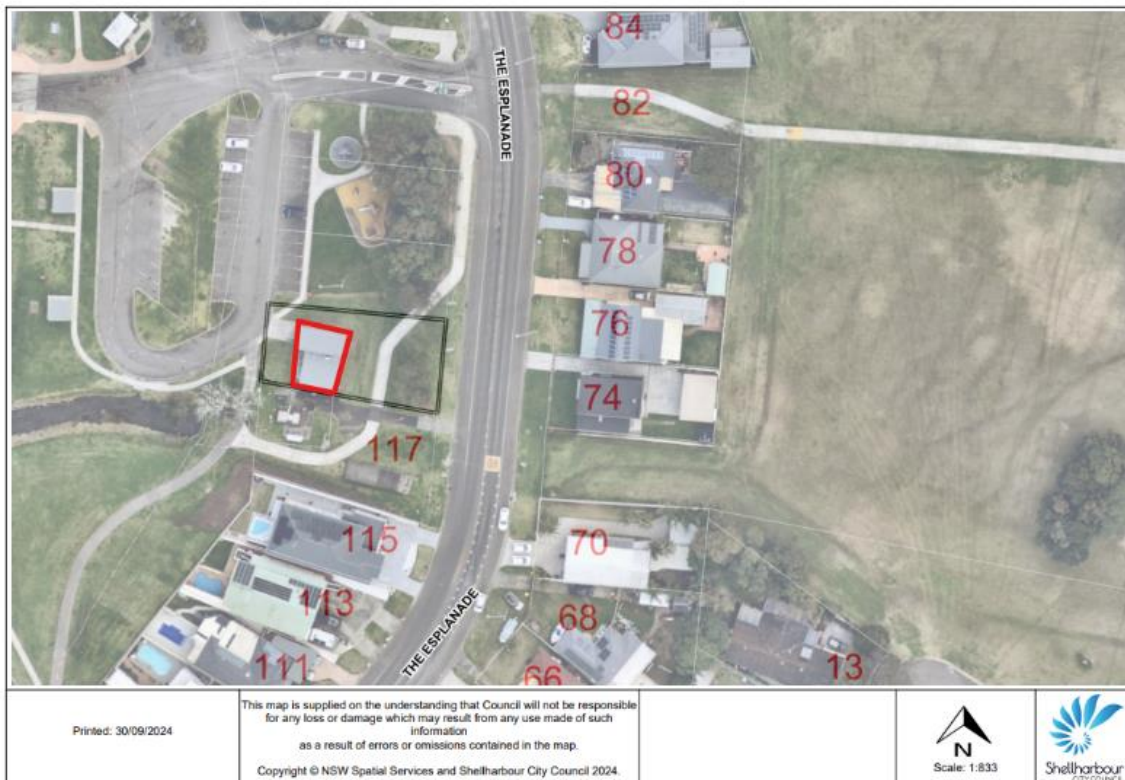 84
THE ESPLANADE
82
80
78
76
74
117
115
70
113
68
THE ESPLANADE
111
66
13
Printed: 30/09/2024
This map is supplied on the understanding that Council will not be responsible
for any loss or damage which may result from any use made of such
information
as a result of errors or omissions contained in the map.
Copyright © NSW Spatial Services and Shellharbour City Council 2024.
N
Scale: 1:833
Shellharbour
CITY COUNCIL